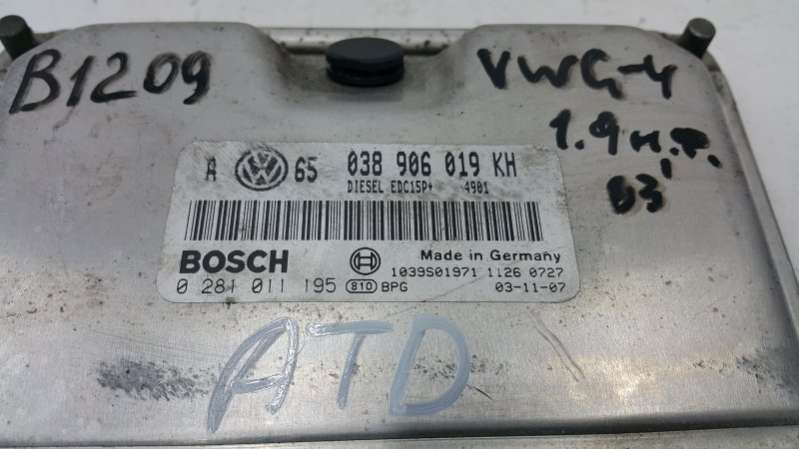 B1209
VWG-4
1.9 н.р.
03'
A VW 65 038 906 019 KH
DIESEL EDC15P+ 4901
BOSCH
Made in Germany
1039S01971 1126 0727
0 281 011 195 810 BPG 03-11-07
ATD